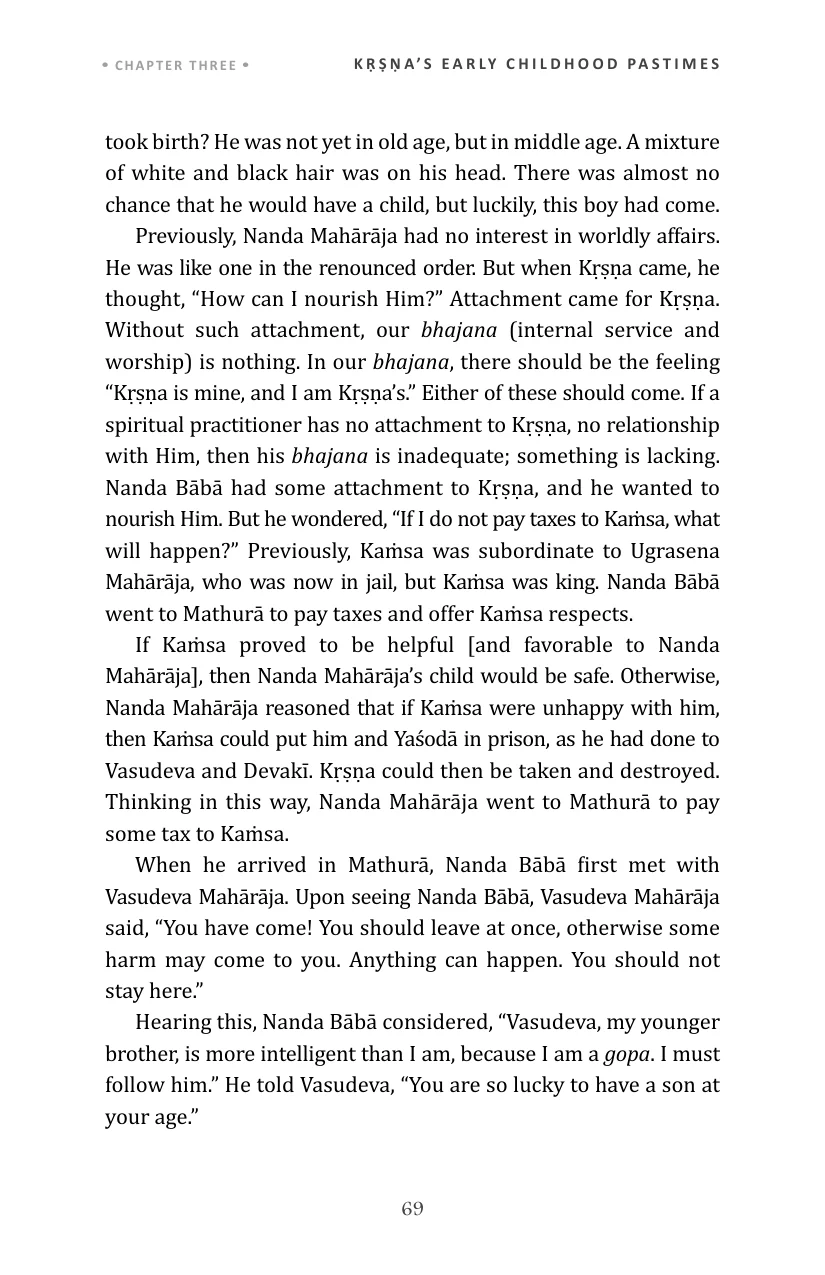 • CHAPTER THREE •
KṚṢṆA’S EARLY CHILDHOOD PASTIMES
took birth? He was not yet in old age, but in middle age. A mixture
of white and black hair was on his head. There was almost no
chance that he would have a child, but luckily, this boy had come.
Previously, Nanda Mahārāja had no interest in worldly affairs.
He was like one in the renounced order. But when Kṛṣṇa came, he
thought, “How can I nourish Him?” Attachment came for Kṛṣṇa.
Without such attachment, our bhajana (internal service and
worship) is nothing. In our bhajana, there should be the feeling
“Kṛṣṇa is mine, and I am Kṛṣṇa’s.” Either of these should come. If a
spiritual practitioner has no attachment to Kṛṣṇa, no relationship
with Him, then his bhajana is inadequate; something is lacking.
Nanda Bābā had some attachment to Kṛṣṇa, and he wanted to
nourish Him. But he wondered, “If I do not pay taxes to Kaṁsa, what
will happen?” Previously, Kaṁsa was subordinate to Ugrasena
Mahārāja, who was now in jail, but Kaṁsa was king. Nanda Bābā
went to Mathurā to pay taxes and offer Kaṁsa respects.
If Kaṁsa proved to be helpful [and favorable to Nanda
Mahārāja], then Nanda Mahārāja’s child would be safe. Otherwise,
Nanda Mahārāja reasoned that if Kaṁsa were unhappy with him,
then Kaṁsa could put him and Yaśodā in prison, as he had done to
Vasudeva and Devakī. Kṛṣṇa could then be taken and destroyed.
Thinking in this way, Nanda Mahārāja went to Mathurā to pay
some tax to Kaṁsa.
When he arrived in Mathurā, Nanda Bābā first met with
Vasudeva Mahārāja. Upon seeing Nanda Bābā, Vasudeva Mahārāja
said, “You have come! You should leave at once, otherwise some
harm may come to you. Anything can happen. You should not
stay here.”
Hearing this, Nanda Bābā considered, “Vasudeva, my younger
brother, is more intelligent than I am, because I am a gopa. I must
follow him.” He told Vasudeva, “You are so lucky to have a son at
your age.”
69